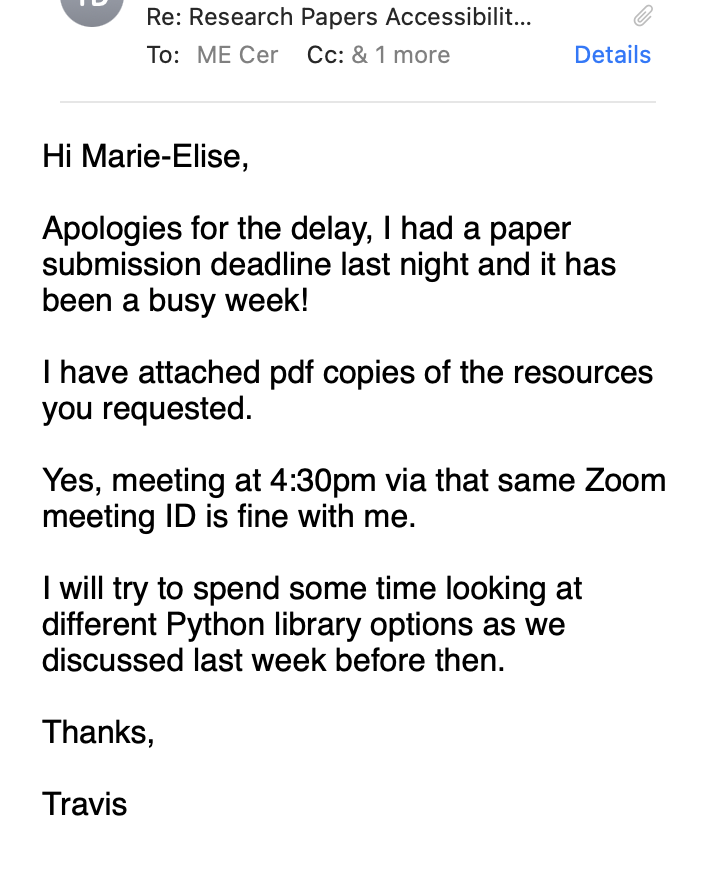 TD
Re: Research Papers Accessibilit...
To: ME Cer Cc: & 1 more Details
Hi Marie-Elise,
Apologies for the delay, I had a paper
submission deadline last night and it has
been a busy week!
I have attached pdf copies of the resources
you requested.
Yes, meeting at 4:30pm via that same Zoom
meeting ID is fine with me.
I will try to spend some time looking at
different Python library options as we
discussed last week before then.
Thanks,
Travis